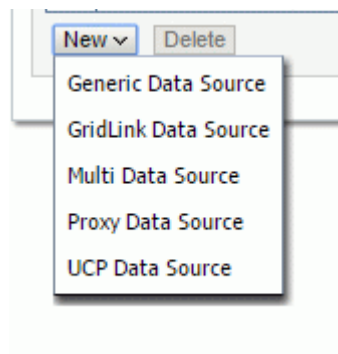 New Delete
Generic Data Source
GridLink Data Source
Multi Data Source
Proxy Data Source
UCP Data Source